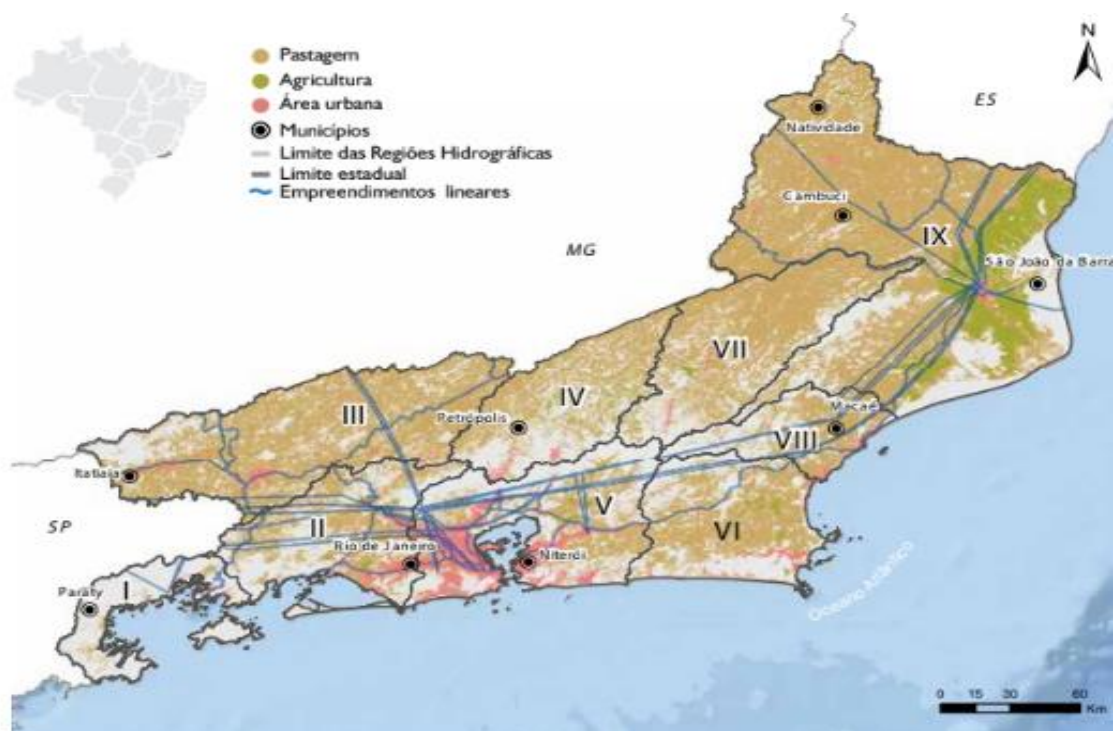 Pastagem
Agricultura
Área urbana
Municípios
Limite das Regiões Hidrográficas
Limite estadual
Empreendimentos lineares
N
ES
Natividade
Cambuci
IX
São João da Barra
MG
VII
III
IV
Petrópolis
Macaé
VIII
Itatiaia
V
SP
II
VI
Rio de Janeiro
Niterói
I
Paraty
Oceano Atlântico
0 15 30 60
Km